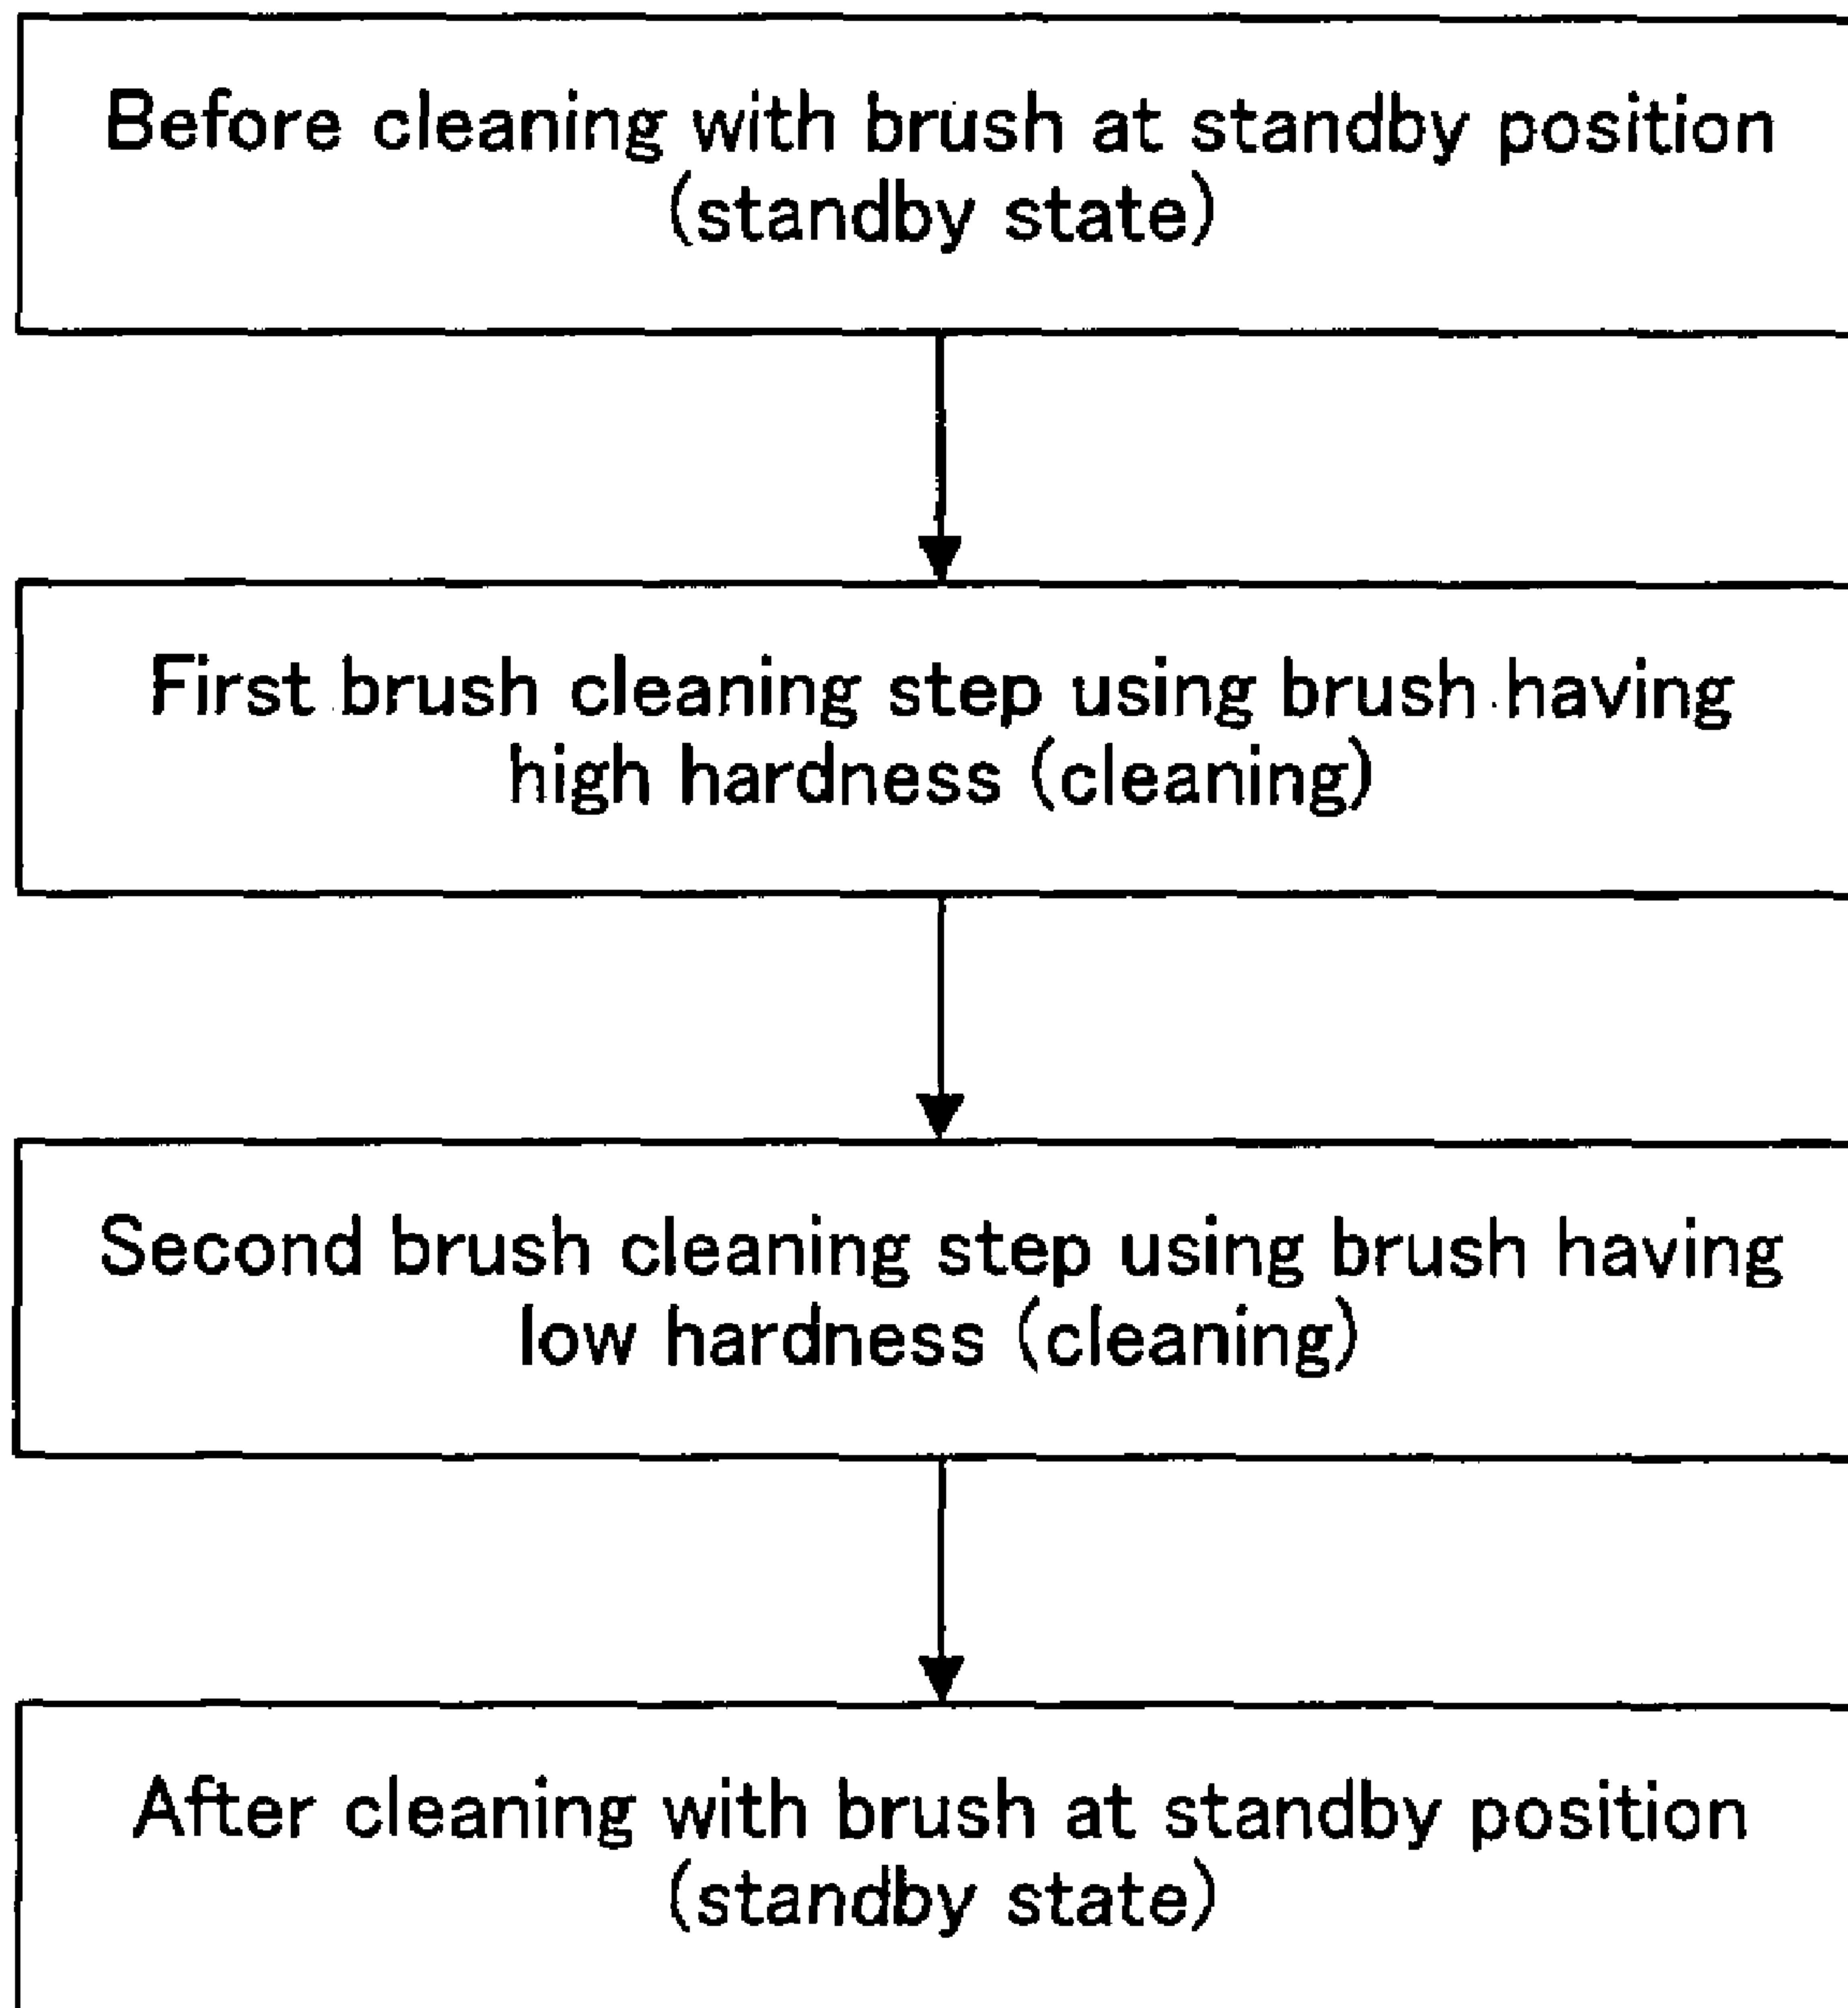 Before cleaning with brush at standby position
(standby state)
First brush cleaning step using brush having
high hardness (cleaning)
Second brush cleaning step using brush having
low hardness (cleaning)
After cleaning with brush at standby position
(standby state)